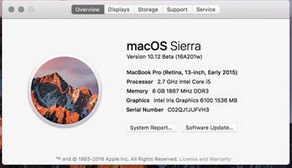 Overview Displays Storage Support Service
macOS Sierra
Version 10.12 Beta (16A201w)
MacBook Pro (Retina, 13-inch, Early 2015)
Processor 2.7 GHz Intel Core i5
Memory 8 GB 1867 MHz DDR3
Graphics Intel Iris Graphics 6100 1536 MB
Serial Number C02QJ1JUFVH3
System Report... Software Update...
™ and © 1983-2016 Apple Inc. All Rights Reserved. License and Warranty